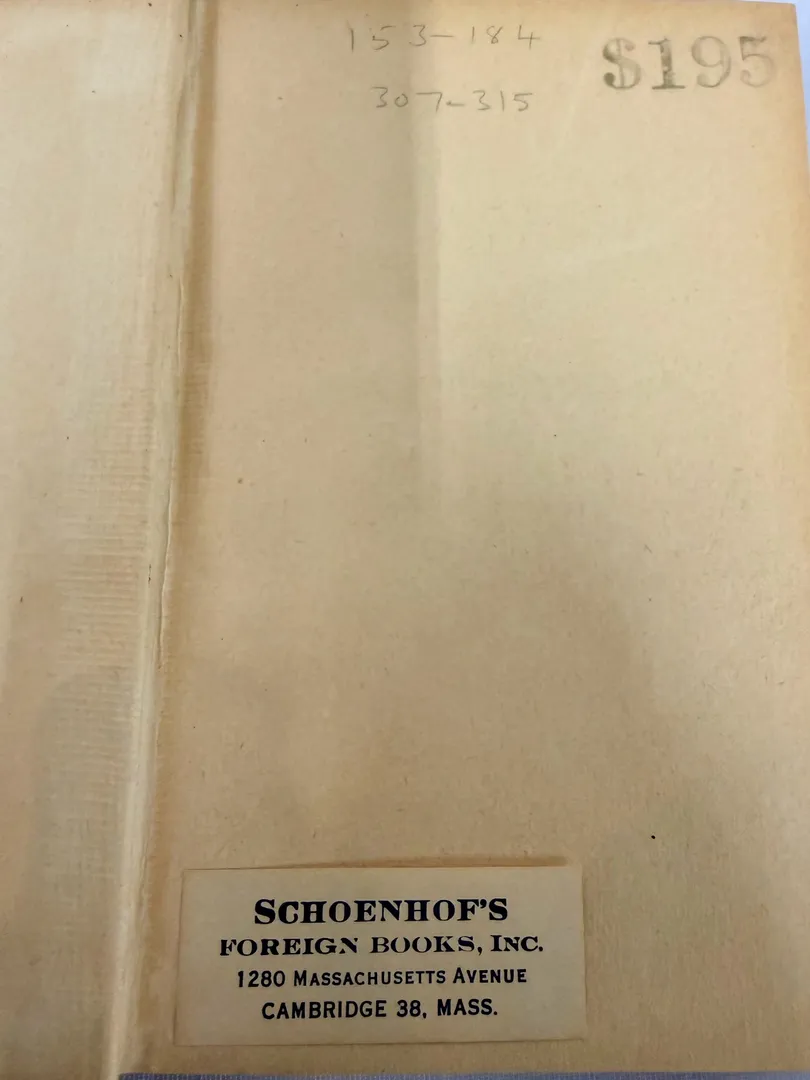 153-184
$195
307-315
SCHOENHOF'S
FOREIGN BOOKS, INC.
1280 MASSACHUSETTS AVENUE
CAMBRIDGE 38, MASS.